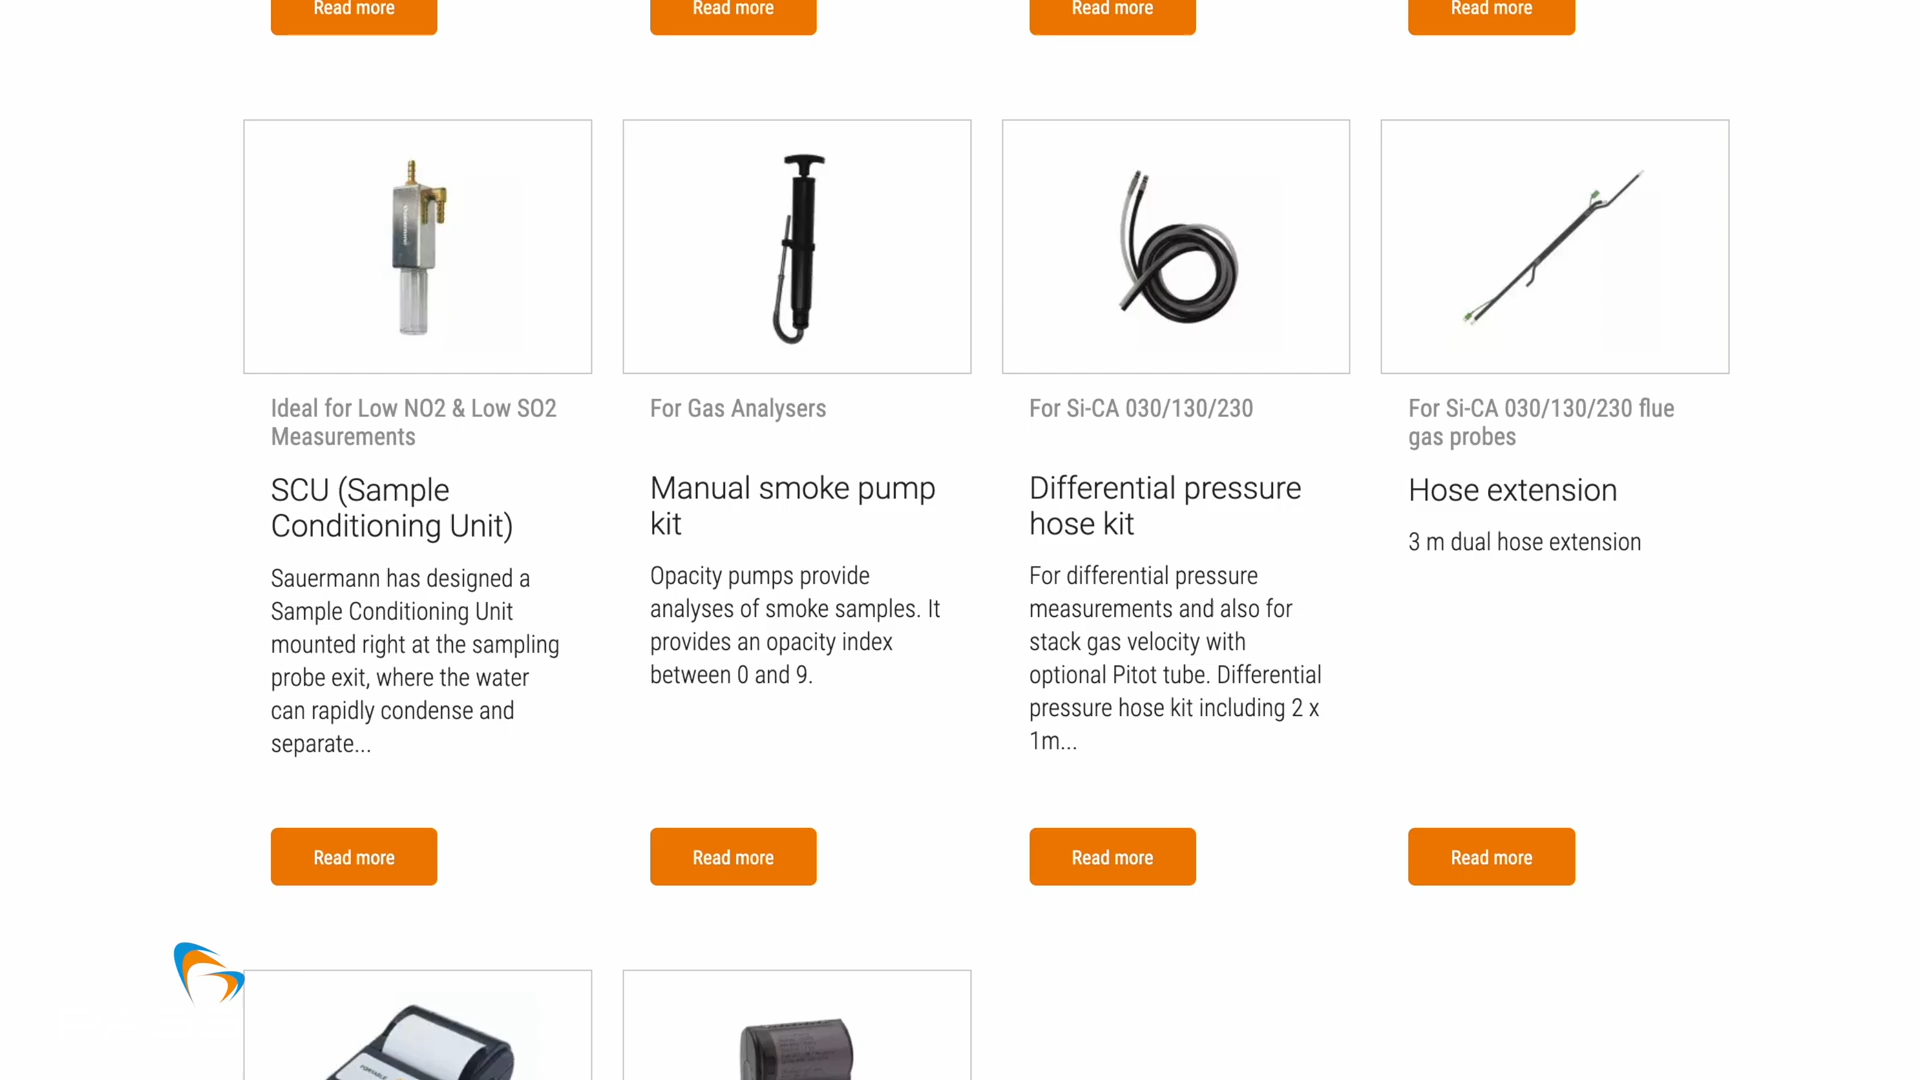 Read more
Read more
Read more
Read more
Ideal for Low NO2 & Low SO2
Measurements
SCU (Sample
Conditioning Unit)
Sauermann has designed a
Sample Conditioning Unit
mounted right at the sampling
probe exit, where the water
can rapidly condense and
separate...
Read more
For Gas Analysers
Manual smoke pump
kit
Opacity pumps provide
analyses of smoke samples. It
provides an opacity index
between 0 and 9.
Read more
For Si-CA 030/130/230
Differential pressure
hose kit
For differential pressure
measurements and also for
stack gas velocity with
optional Pitot tube. Differential
pressure hose kit including 2 x
1m...
Read more
For Si-CA 030/130/230 flue
gas probes
Hose extension
3 m dual hose extension
Read more
PORTABLE